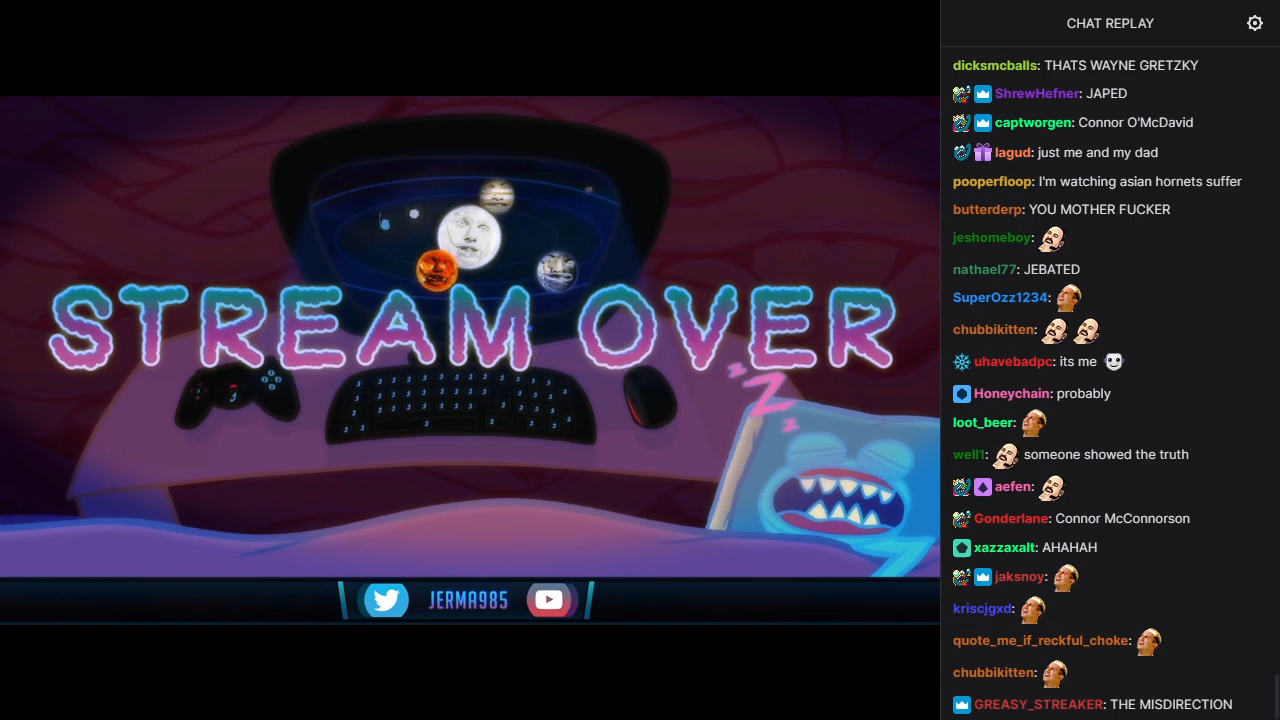 STREAM OVER
z
Z
z
JERMA985
CHAT REPLAY
dicksmcballs: THATS WAYNE GRETZKY
ShrewHefner: JAPED
captworgen: Connor O'McDavid
lagud: just me and my dad
pooperfloop: I'm watching asian hornets suffer
butterderp: YOU MOTHER FUCKER
jeshomeboy:
nathael77: JEBATED
SuperOzz1234:
chubbikitten:
uhavebadpc: its me
Honeychain: probably
loot_beer:
well1: someone showed the truth
aefen:
Gonderlane: Connor McConnorson
xazzaxalt: AHAHAH
jaksnoy:
kriscjgxd:
quote_me_if_reckful_choke:
chubbikitten:
GREASY_STREAKER: THE MISDIRECTION